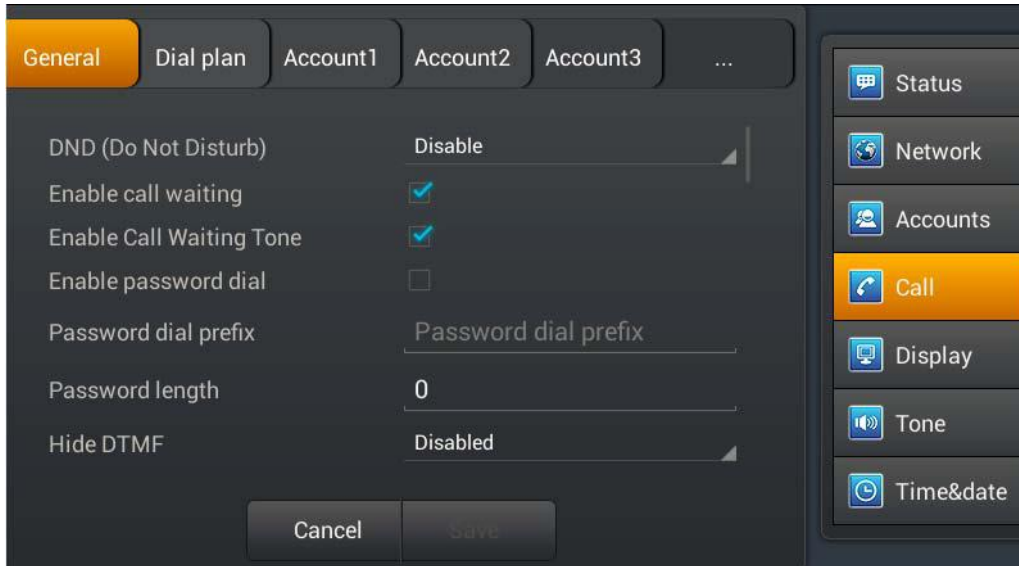 General Dial plan Account1 Account2 Account3 ...
DND (Do Not Disturb) Disable
Enable call waiting
Enable Call Waiting Tone
Enable password dial
Password dial prefix Password dial prefix
Password length 0
Hide DTMF Disabled
Cancel Save
Status
Network
Accounts
Call
Display
Tone
Time&date